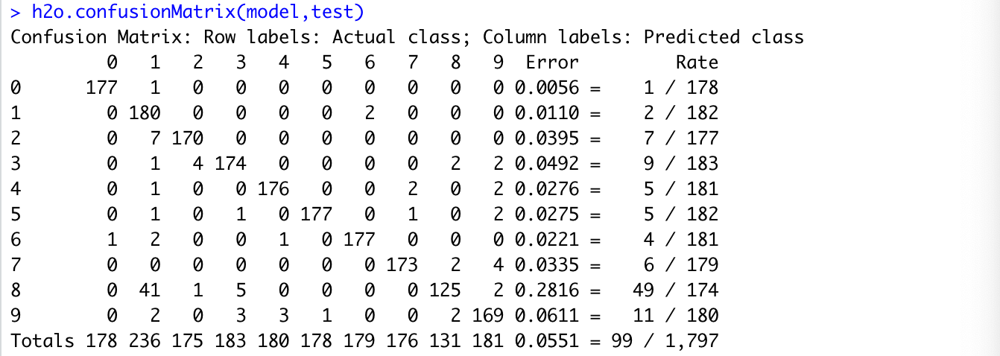 > h2o.confusionMatrix(model,test)
Confusion Matrix: Row labels: Actual class; Column labels: Predicted class
         0   1   2   3   4   5   6   7   8   9  Error         Rate
0      177   1   0   0   0   0   0   0   0   0 0.0056 =    1 / 178
1        0 180   0   0   0   0   2   0   0   0 0.0110 =    2 / 182
2        0   7 170   0   0   0   0   0   0   0 0.0395 =    7 / 177
3        0   1   4 174   0   0   0   0   2   2 0.0492 =    9 / 183
4        0   1   0   0 176   0   0   2   0   2 0.0276 =    5 / 181
5        0   1   0   1   0 177   0   1   0   2 0.0275 =    5 / 182
6        1   2   0   0   1   0 177   0   0   0 0.0221 =    4 / 181
7        0   0   0   0   0   0   0 173   2   4 0.0335 =    6 / 179
8        0  41   1   5   0   0   0   0 125   2 0.2816 =   49 / 174
9        0   2   0   3   3   1   0   0   2 169 0.0611 =   11 / 180
Totals 178 236 175 183 180 178 179 176 131 181 0.0551 = 99 / 1,797